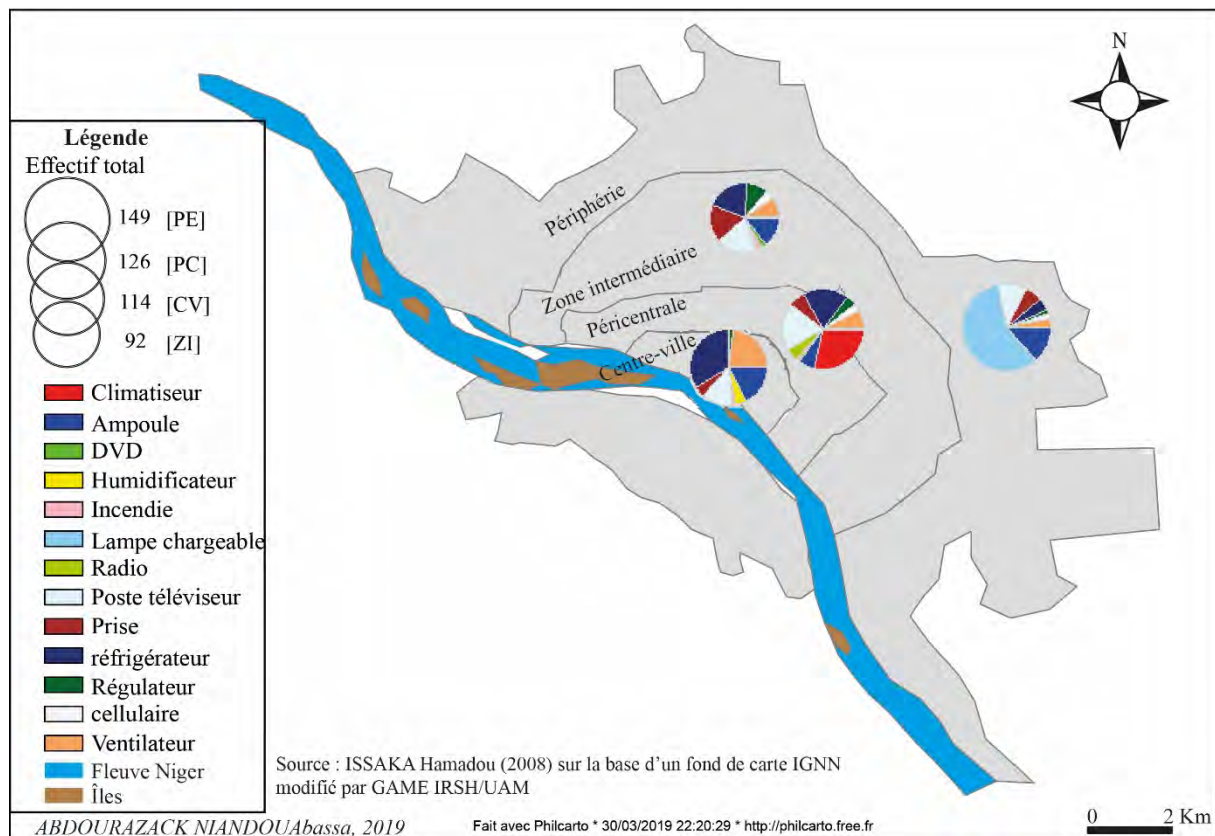 N
Périphérie
Zone intermédiaire
Péricentrale
Centre-ville
Légende
Effectif total
149 [PE]
126 [PC]
114 [CV]
92 [ZI]
Climatiseur
Ampoule
DVD
Humidificateur
Incendie
Lampe chargeable
Radio
Poste téléviseur
Prise
réfrigérateur
Régulateur
cellulaire
Ventilateur
Fleuve Niger
Îles
Source : ISSAKA Hamadou (2008) sur la base d'un fond de carte IGNN
modifié par GAME IRSH/UAM
0 2 Km
ABDOURAZACK NIANDOUAbassa, 2019
Fait avec Philcarto * 30/03/2019 22:20:29 * http://philcarto.free.fr